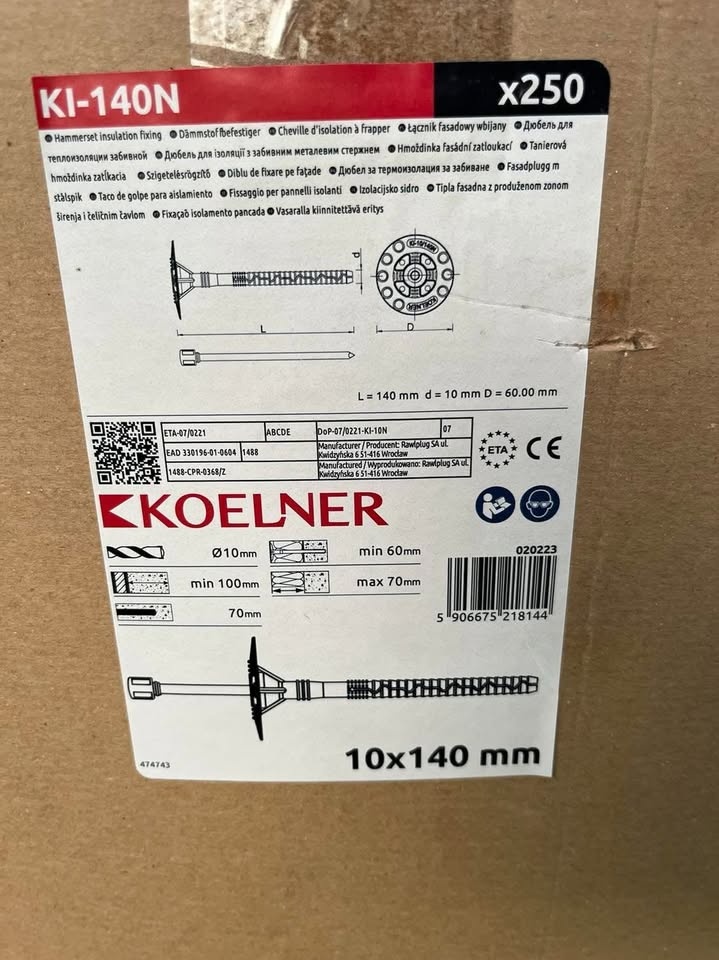 KI-140N x250
Hammerset insulation fixing Dämmstoffbefestiger Cheville d'isolation à frapper Łącznik fasadowy wbijany Дюбель для
теплоизоляции забивной Дюбель для ізоляції з забивним металевим стержнем Hmoždinka fasádní zatloukací Tanierová
hmoždinka zatĺkacia Szigetelésrögzítő Diblu de fixare pe faţade Дюбел за термоизолация за забиване Fasadplugg m
stålspik Taco de golpe para aislamiento Fissaggio per pannelli isolanti Izolacijsko sidro Tipla fasadna z produženom zonom
širenja i čeličnim čavlom Fixaçaõ isolamento pancada Vasaralla kiinnitettävä eritys
d
KI-10/140N
KOELNER
L
D
L = 140 mm d = 10 mm D = 60.00 mm
ETA-07/0221 ABCDE DoP-07/0221-KI-10N 07
EAD 330196-01-0604 1488 Manufacturer / Producent: Rawlplug SA ul.
Kwidzyńska 6 51-416 Wrocław
1488-CPR-0368/Z Manufactured / Wyprodukowano: Rawlplug SA ul.
Kwidzyńska 6 51-416 Wrocław
ETA CE
KOELNER
Ø10mm min 60mm
min 100mm max 70mm
70mm
020223
5 906675 218144
474743
10x140 mm